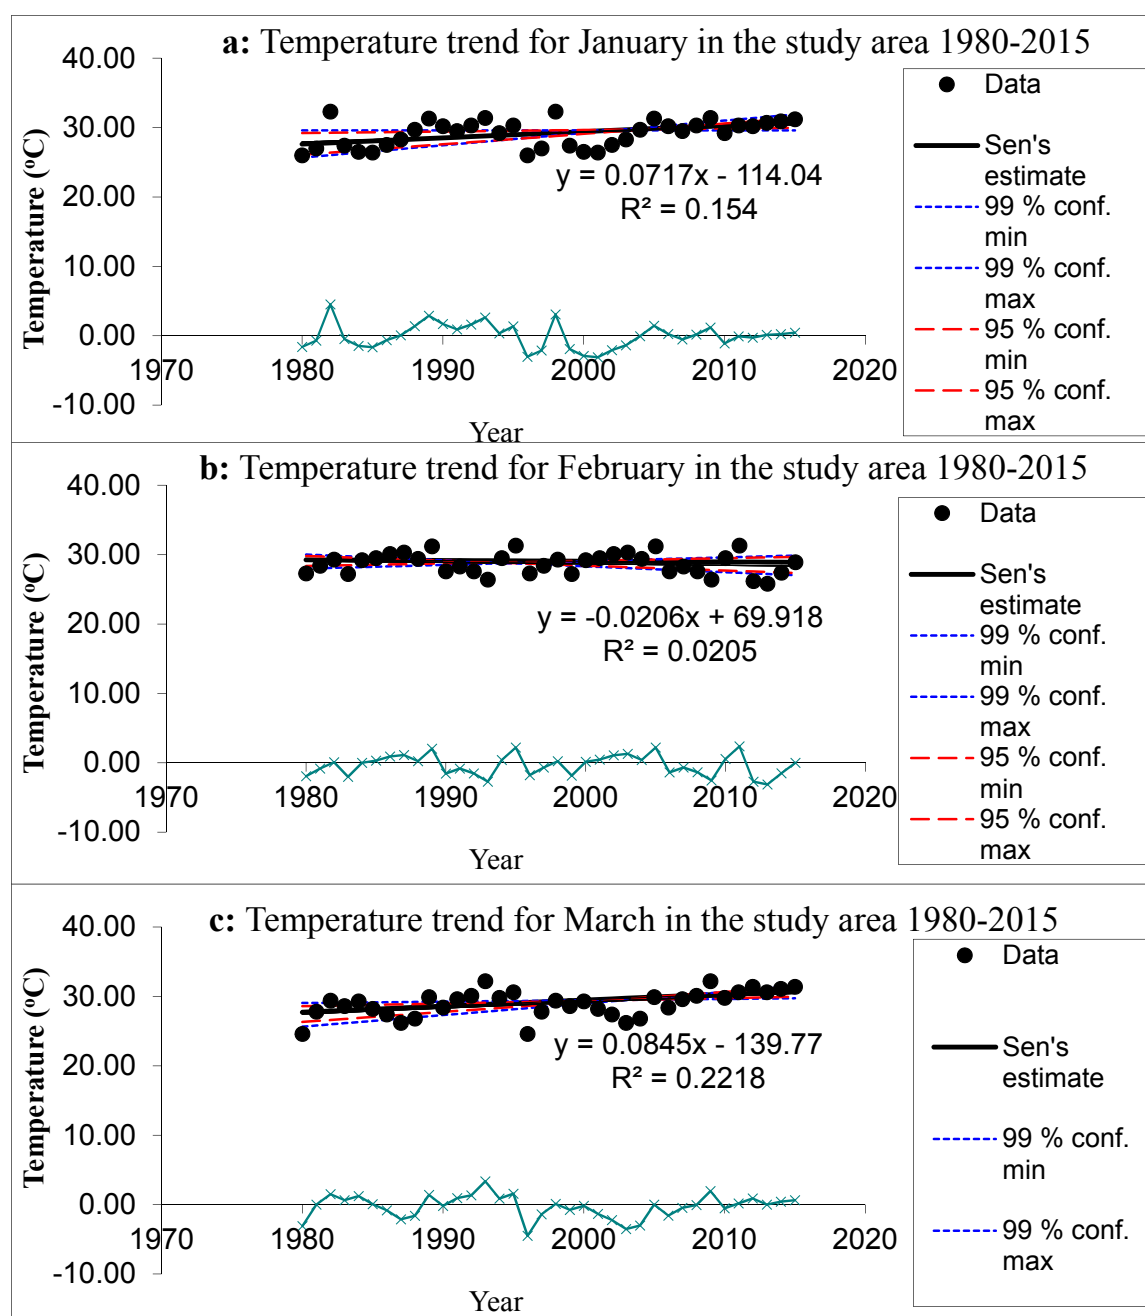 a: Temperature trend for January in the study area 1980-2015
40.00
30.00
20.00
10.00
0.00
-10.00
Temperature (ᴼC)
1970
1980
1990
2000
2010
2020
Year
y = 0.0717x - 114.04
R² = 0.154
Data
Sen's
estimate
99 % conf.
min
99 % conf.
max
95 % conf.
min
95 % conf.
max
b: Temperature trend for February in the study area 1980-2015
40.00
30.00
20.00
10.00
0.00
-10.00
Temperature (ᴼC)
1970
1980
1990
2000
2010
2020
Year
y = -0.0206x + 69.918
R² = 0.0205
Data
Sen's
estimate
99 % conf.
min
99 % conf.
max
95 % conf.
min
95 % conf.
max
c: Temperature trend for March in the study area 1980-2015
40.00
30.00
20.00
10.00
0.00
-10.00
Temperature (ᴼC)
1970
1980
1990
2000
2010
2020
Year
y = 0.0845x - 139.77
R² = 0.2218
Data
Sen's
estimate
99 % conf.
min
99 % conf.
max